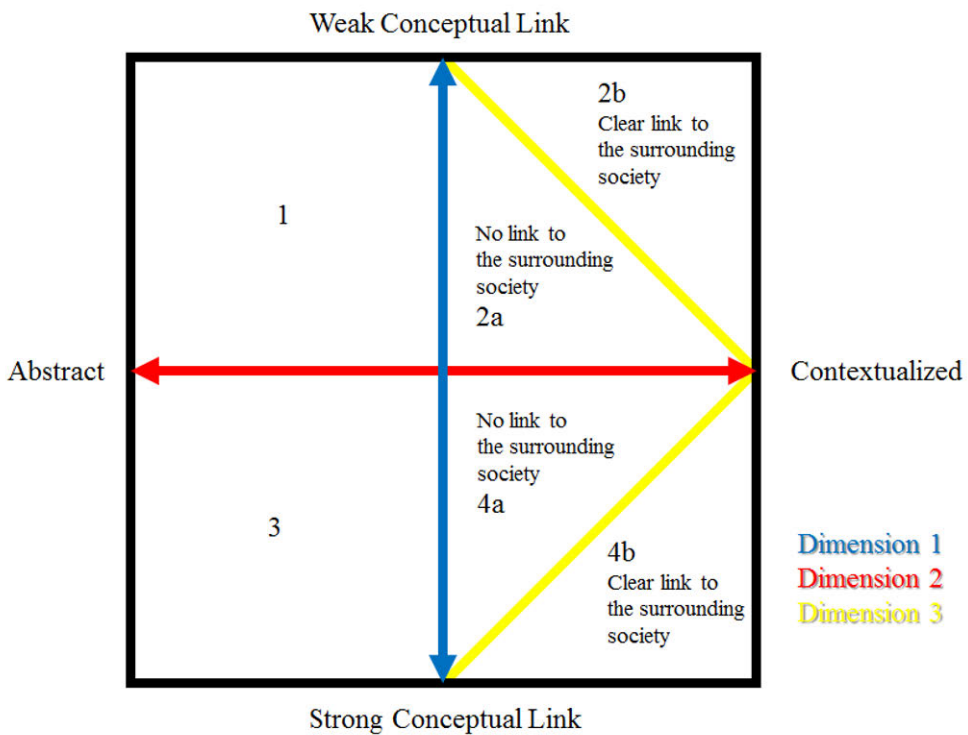 Weak Conceptual Link
2b
Clear link to
the surrounding
society
1
No link to
the surrounding
society
2a
Abstract
Contextualized
No link to
the surrounding
society
4a
3
4b
Clear link to
the surrounding
society
Dimension 1
Dimension 2
Dimension 3
Strong Conceptual Link